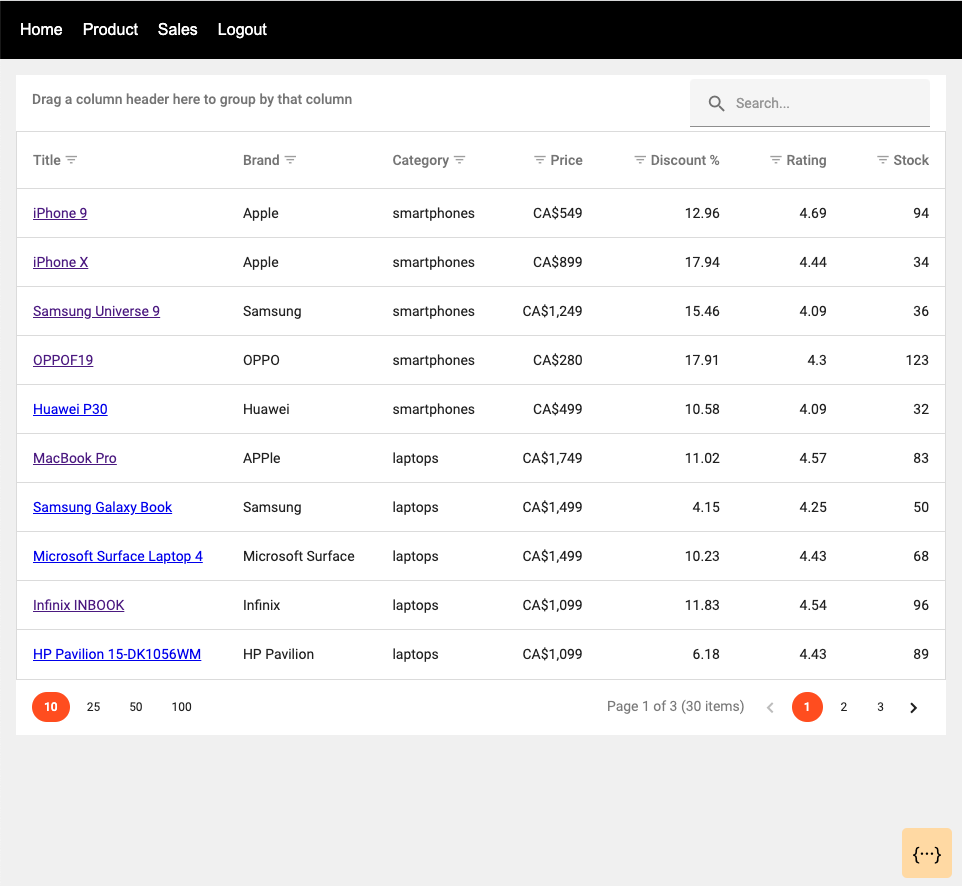 Home Product Sales Logout
Drag a column header here to group by that column Search...
Title Brand Category Price Discount % Rating Stock
iPhone 9 Apple smartphones CA$549 12.96 4.69 94
iPhone X Apple smartphones CA$899 17.94 4.44 34
Samsung Universe 9 Samsung smartphones CA$1,249 15.46 4.09 36
OPPOF19 OPPO smartphones CA$280 17.91 4.3 123
Huawei P30 Huawei smartphones CA$499 10.58 4.09 32
MacBook Pro APPle laptops CA$1,749 11.02 4.57 83
Samsung Galaxy Book Samsung laptops CA$1,499 4.15 4.25 50
Microsoft Surface Laptop 4 Microsoft Surface laptops CA$1,499 10.23 4.43 68
Infinix INBOOK Infinix laptops CA$1,099 11.83 4.54 96
HP Pavilion 15-DK1056WM HP Pavilion laptops CA$1,099 6.18 4.43 89
10 25 50 100 Page 1 of 3 (30 items) 1 2 3
{···}